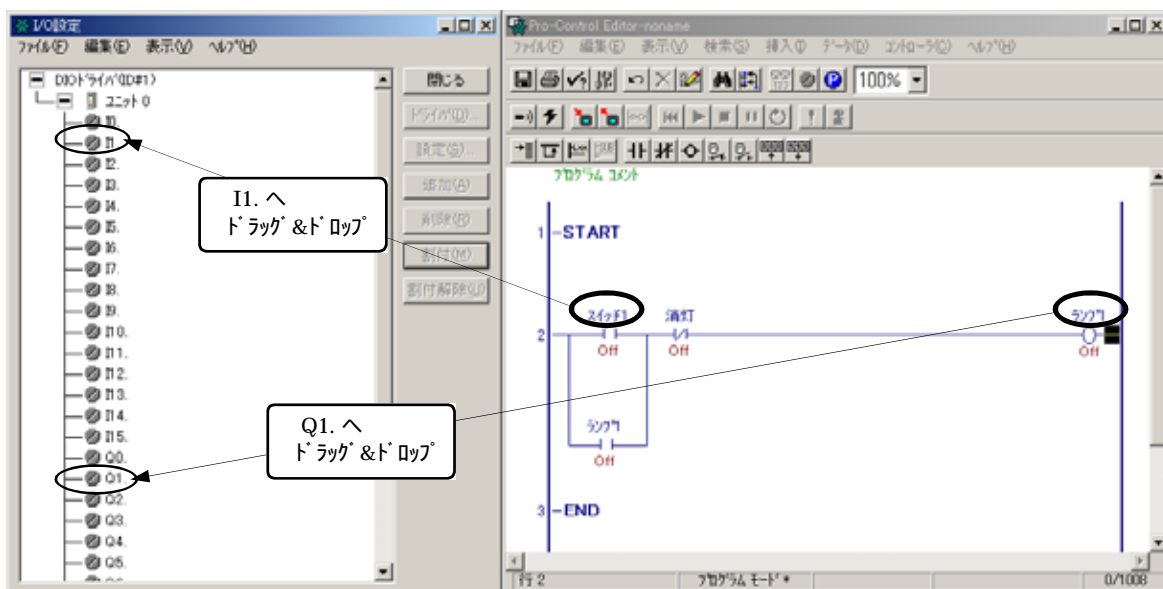 I/O設定
ファイル(F) 編集(E) 表示(V) ヘルプ(H)
DIOドライバ(ID#1)
ユニット 0
I0.
I1.
I2.
I3.
I4.
I5.
I6.
I7.
I8.
I9.
I10.
I11.
I12.
I13.
I14.
I15.
Q0.
Q1.
Q2.
Q3.
Q4.
Q5.
閉じる
ドライバ(D)...
設定(S)...
追加(A)
削除(R)
割付(M)
割付解除(U)
I1. へ
ドラッグ&ドロップ
Q1. へ
ドラッグ&ドロップ
Pro-Control Editor-noname
ファイル(F) 編集(E) 表示(V) 検索(S) 挿入(I) データ(D) コントローラ(C) ヘルプ(H)
100%
プログラム コメント
1 START
スイッチ1 消灯 ランプ1
2
Off Off Off
ランプ1
Off
3 END
行 2 プログラム モード * 0/1008